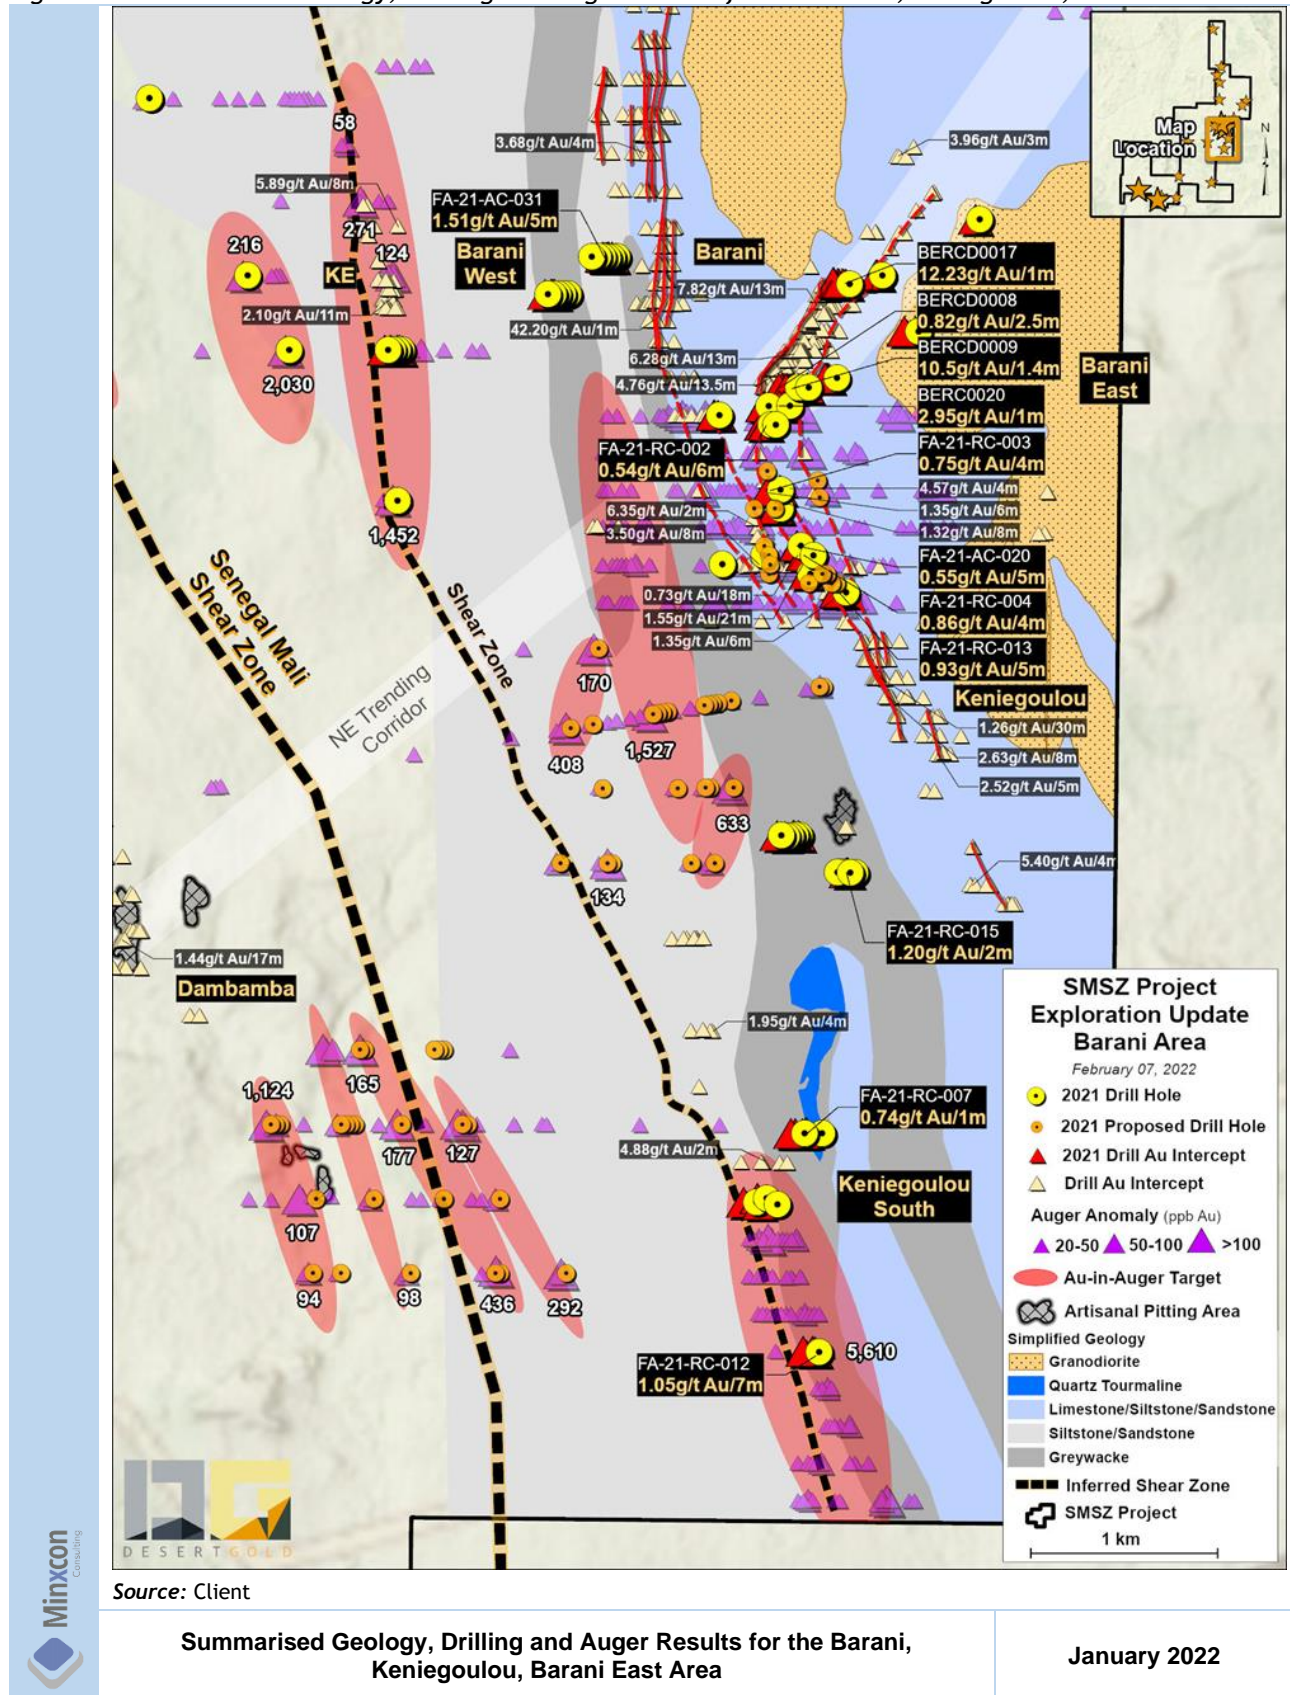 58
3.68g/t Au/4m
3.96g/t Au/3m
Map
Location
N
5.89g/t Au/8m
FA-21-AC-031
1.51g/t Au/5m
216
271
124
KE
Barani
West
Barani
BERCD0017
12.23g/t Au/1m
7.82g/t Au/13m
2.10g/t Au/11m
42.20g/t Au/1m
BERCD0008
0.82g/t Au/2.5m
6.28g/t Au/13m
BERCD0009
10.5g/t Au/1.4m
Barani
East
2,030
4.76g/t Au/13.5m
BERC0020
2.95g/t Au/1m
FA-21-RC-002
0.54g/t Au/6m
FA-21-RC-003
0.75g/t Au/4m
4.57g/t Au/4m
6.35g/t Au/2m
1.35g/t Au/6m
3.50g/t Au/8m
1.32g/t Au/8m
1,452
FA-21-AC-020
0.55g/t Au/5m
Senegal Mali
Shear Zone
Shear Zone
0.73g/t Au/18m
1.55g/t Au/21m
1.35g/t Au/6m
FA-21-RC-004
0.86g/t Au/4m
FA-21-RC-013
0.93g/t Au/5m
170
Keniegoulou
NE Trending
Corridor
1.26g/t Au/30m
408
1,527
2.63g/t Au/8m
2.52g/t Au/5m
633
5.40g/t Au/4m
134
FA-21-RC-015
1.20g/t Au/2m
1.44g/t Au/17m
Dambamba
1.95g/t Au/4m
165
1,124
FA-21-RC-007
0.74g/t Au/1m
177
127
4.88g/t Au/2m
Keniegoulou
South
107
94
98
436
292
5,610
FA-21-RC-012
1.05g/t Au/7m
SMSZ Project
Exploration Update
Barani Area
February 07, 2022
2021 Drill Hole
2021 Proposed Drill Hole
2021 Drill Au Intercept
Drill Au Intercept
Auger Anomaly (ppb Au)
20-50 50-100 >100
Au-in-Auger Target
Artisanal Pitting Area
Simplified Geology
Granodiorite
Quartz Tourmaline
Limestone/Siltstone/Sandstone
Siltstone/Sandstone
Greywacke
Inferred Shear Zone
SMSZ Project
1 km
DESERTGOLD
Minxcon
Consulting
Source: Client
Summarised Geology, Drilling and Auger Results for the Barani,
Keniegoulou, Barani East Area
January 2022